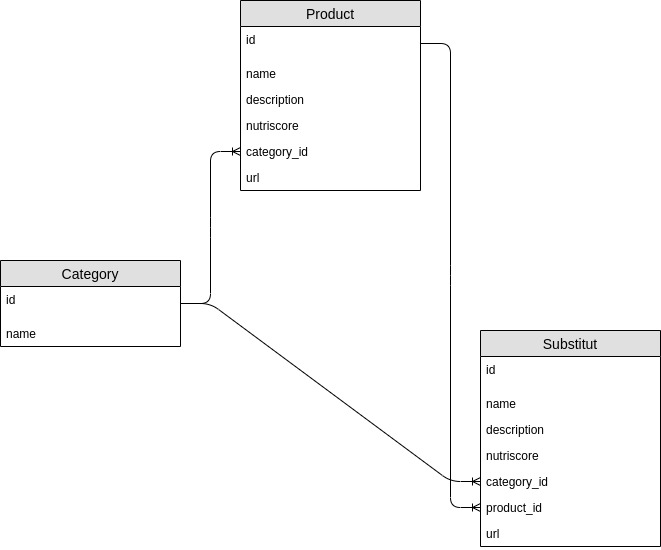 Product
id
name
description
nutriscore
category_id
url
Category
id
name
Substitut
id
name
description
nutriscore
category_id
product_id
url